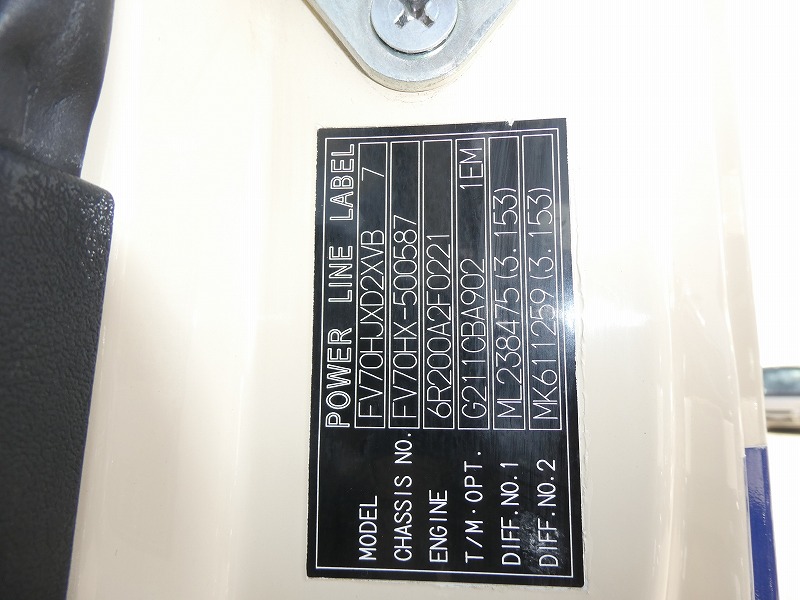 POWER LINE LABEL
MODEL FV70HJXD2XVB 7
CHASSIS NO. FV70HX-500587
ENGINE 6R200A2F0221
T/M·OPT. G211CBA902 1EM
DIFF.NO.1 ML238475(3.153)
DIFF.NO.2 MK611259(3.153)